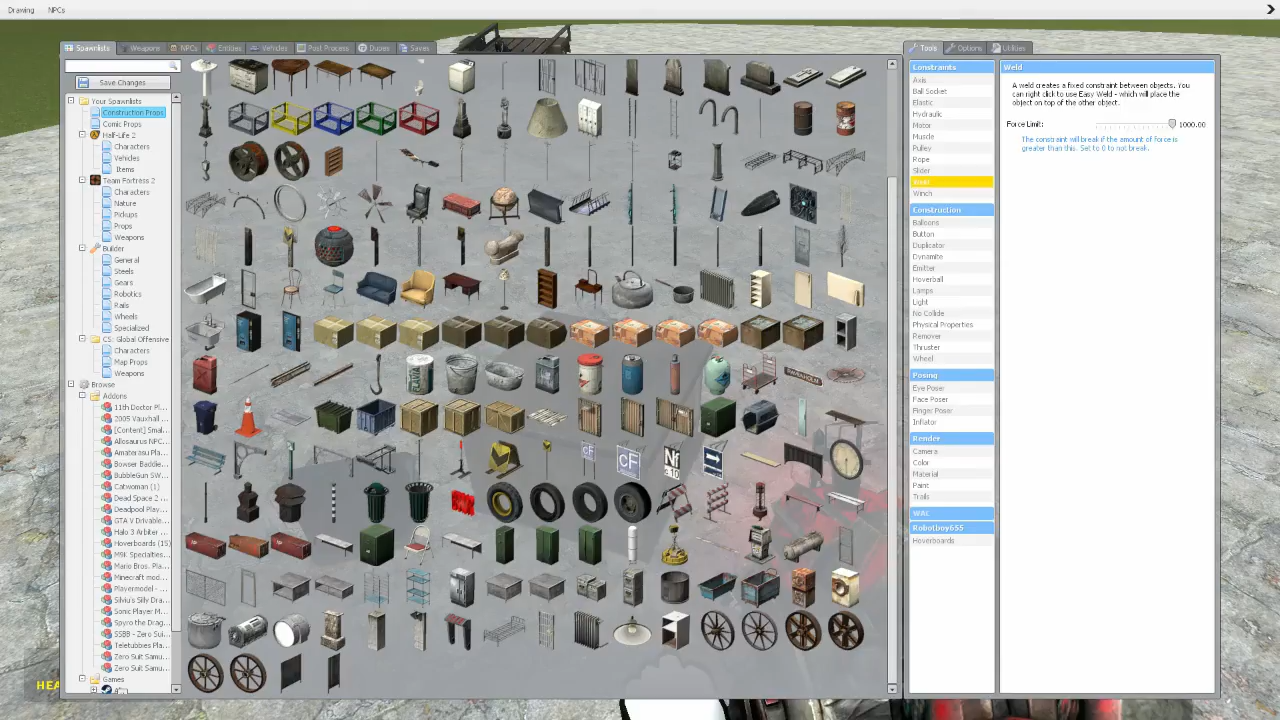 Drawing NPCs
Spawnlists Weapons NPCs Entities Vehicles Post Process Dupes Saves
Tools Options Utilities
Save Changes
Your Spawnlists
Construction Props
Comic Props
Half-Life 2
Characters
Vehicles
Items
Team Fortress 2
Characters
Nature
Pickups
Props
Weapons
Builder
General
Steels
Gears
Robotics
Rails
Wheels
Specialized
CS: Global Offensive
Characters
Map Props
Weapons
Browse
Addons
11th Doctor Pl...
2005 Vauxhall ...
[Content] Smal...
Allosaurus NPC...
Amaterasu Pl...
Bowser Baddie...
BubbleGun SW...
Catwoman (1)
Dead Space 2 ...
Deadpool Play...
GTA V Drivable...
Halo 3 Arbiter ...
Hoverboards (15)
M9K Specialties...
Mario Bros. Pla...
Minecraft mod...
Playermodel - ...
Silviu's Silly Dra...
Sonic Player M...
Spyro the Drag...
SSBB - Zero Sui...
Teletubbies Pla...
Zero Suit Samu...
Zero Suit Samu...
Games
HEA
Constraints
Axis
Ball Socket
Elastic
Hydraulic
Motor
Muscle
Pulley
Rope
Slider
Weld
Winch
Construction
Balloons
Button
Duplicator
Dynamite
Emitter
Hoverball
Lamps
Light
No Collide
Physical Properties
Remover
Thruster
Wheel
Posing
Eye Poser
Face Poser
Finger Poser
Inflator
Render
Camera
Color
Material
Paint
Trails
WAC
Robotboy655
Hoverboards
Weld
A weld creates a fixed constraint between objects. You
can right click to use Easy Weld - which will place the
object on top of the other object.
Force Limit: 1000.00
The constraint will break if the amount of force is
greater than this. Set to 0 to not break.